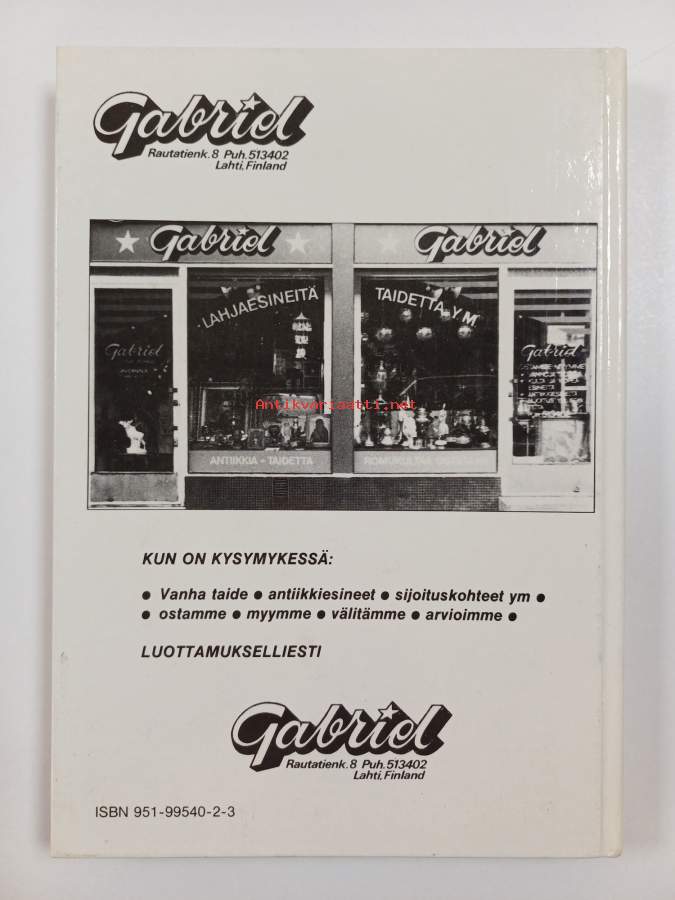 Gabriel
Rautatienk. 8 Puh. 513402
Lahti, Finland
Gabriel
Gabriel
LAHJAESINEITÄ
TAIDETTA YM
Gabriel
Gabriel
Antikvariaatti.net
ANTIIKKIA - TAIDETTA
KUN ON KYSYMYKESSÄ:
• Vanha taide • antiikkiesineet • sijoituskohteet ym •
• ostamme • myymme • välitämme • arvioimme •
LUOTTAMUKSELLIESTI
Gabriel
Rautatienk. 8 Puh. 513402
Lahti, Finland
ISBN 951-99540-2-3